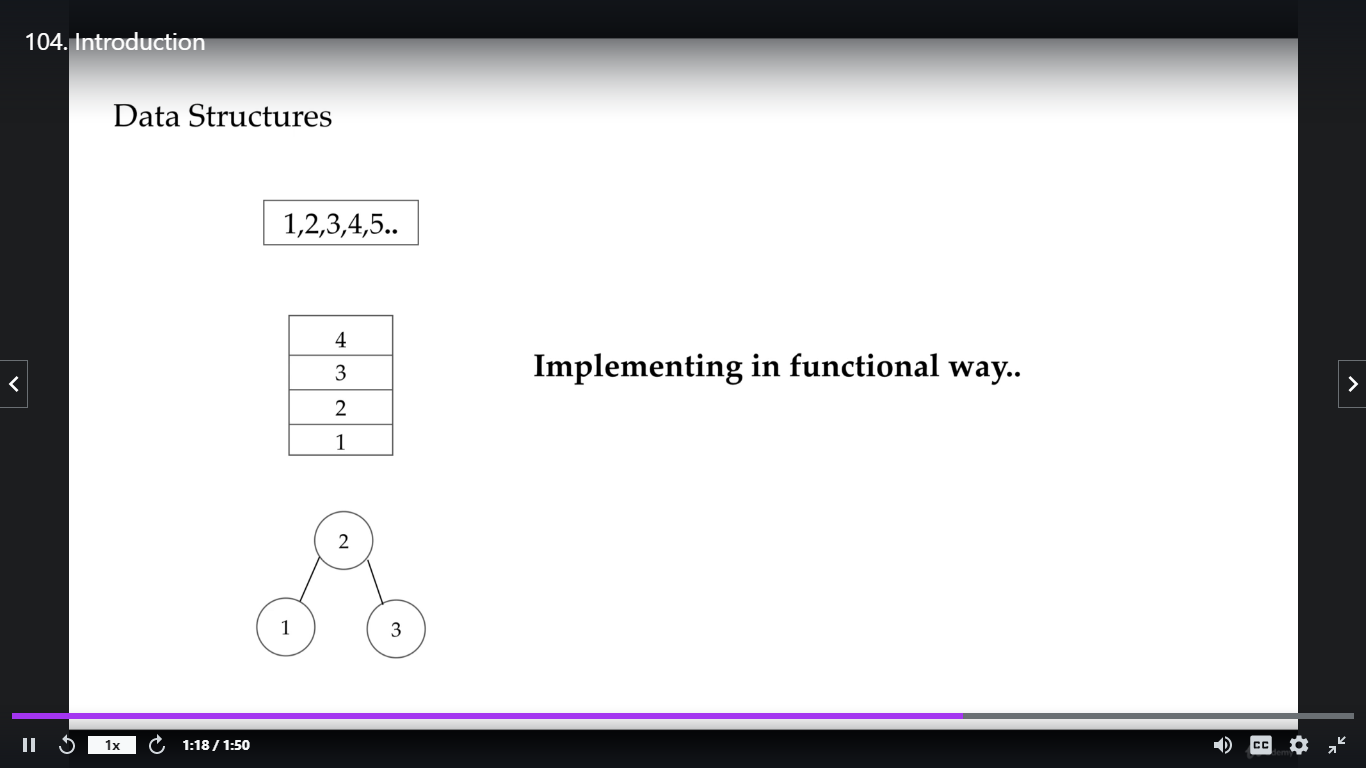 104. Introduction
Data Structures
1,2,3,4,5..
4
3
2
1
Implementing in functional way..
2
1
3
1x
1:18 / 1:50
CC